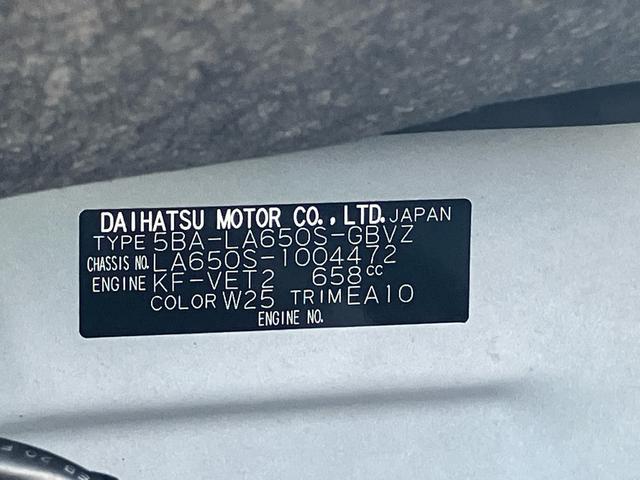 DAIHATSU MOTOR CO., LTD. JAPAN
TYPE 5BA-LA650S-GBVZ
CHASSIS NO. LA650S-1004472
ENGINE KF-VET2 658cc
COLOR W25 TRIM EA10
ENGINE NO.